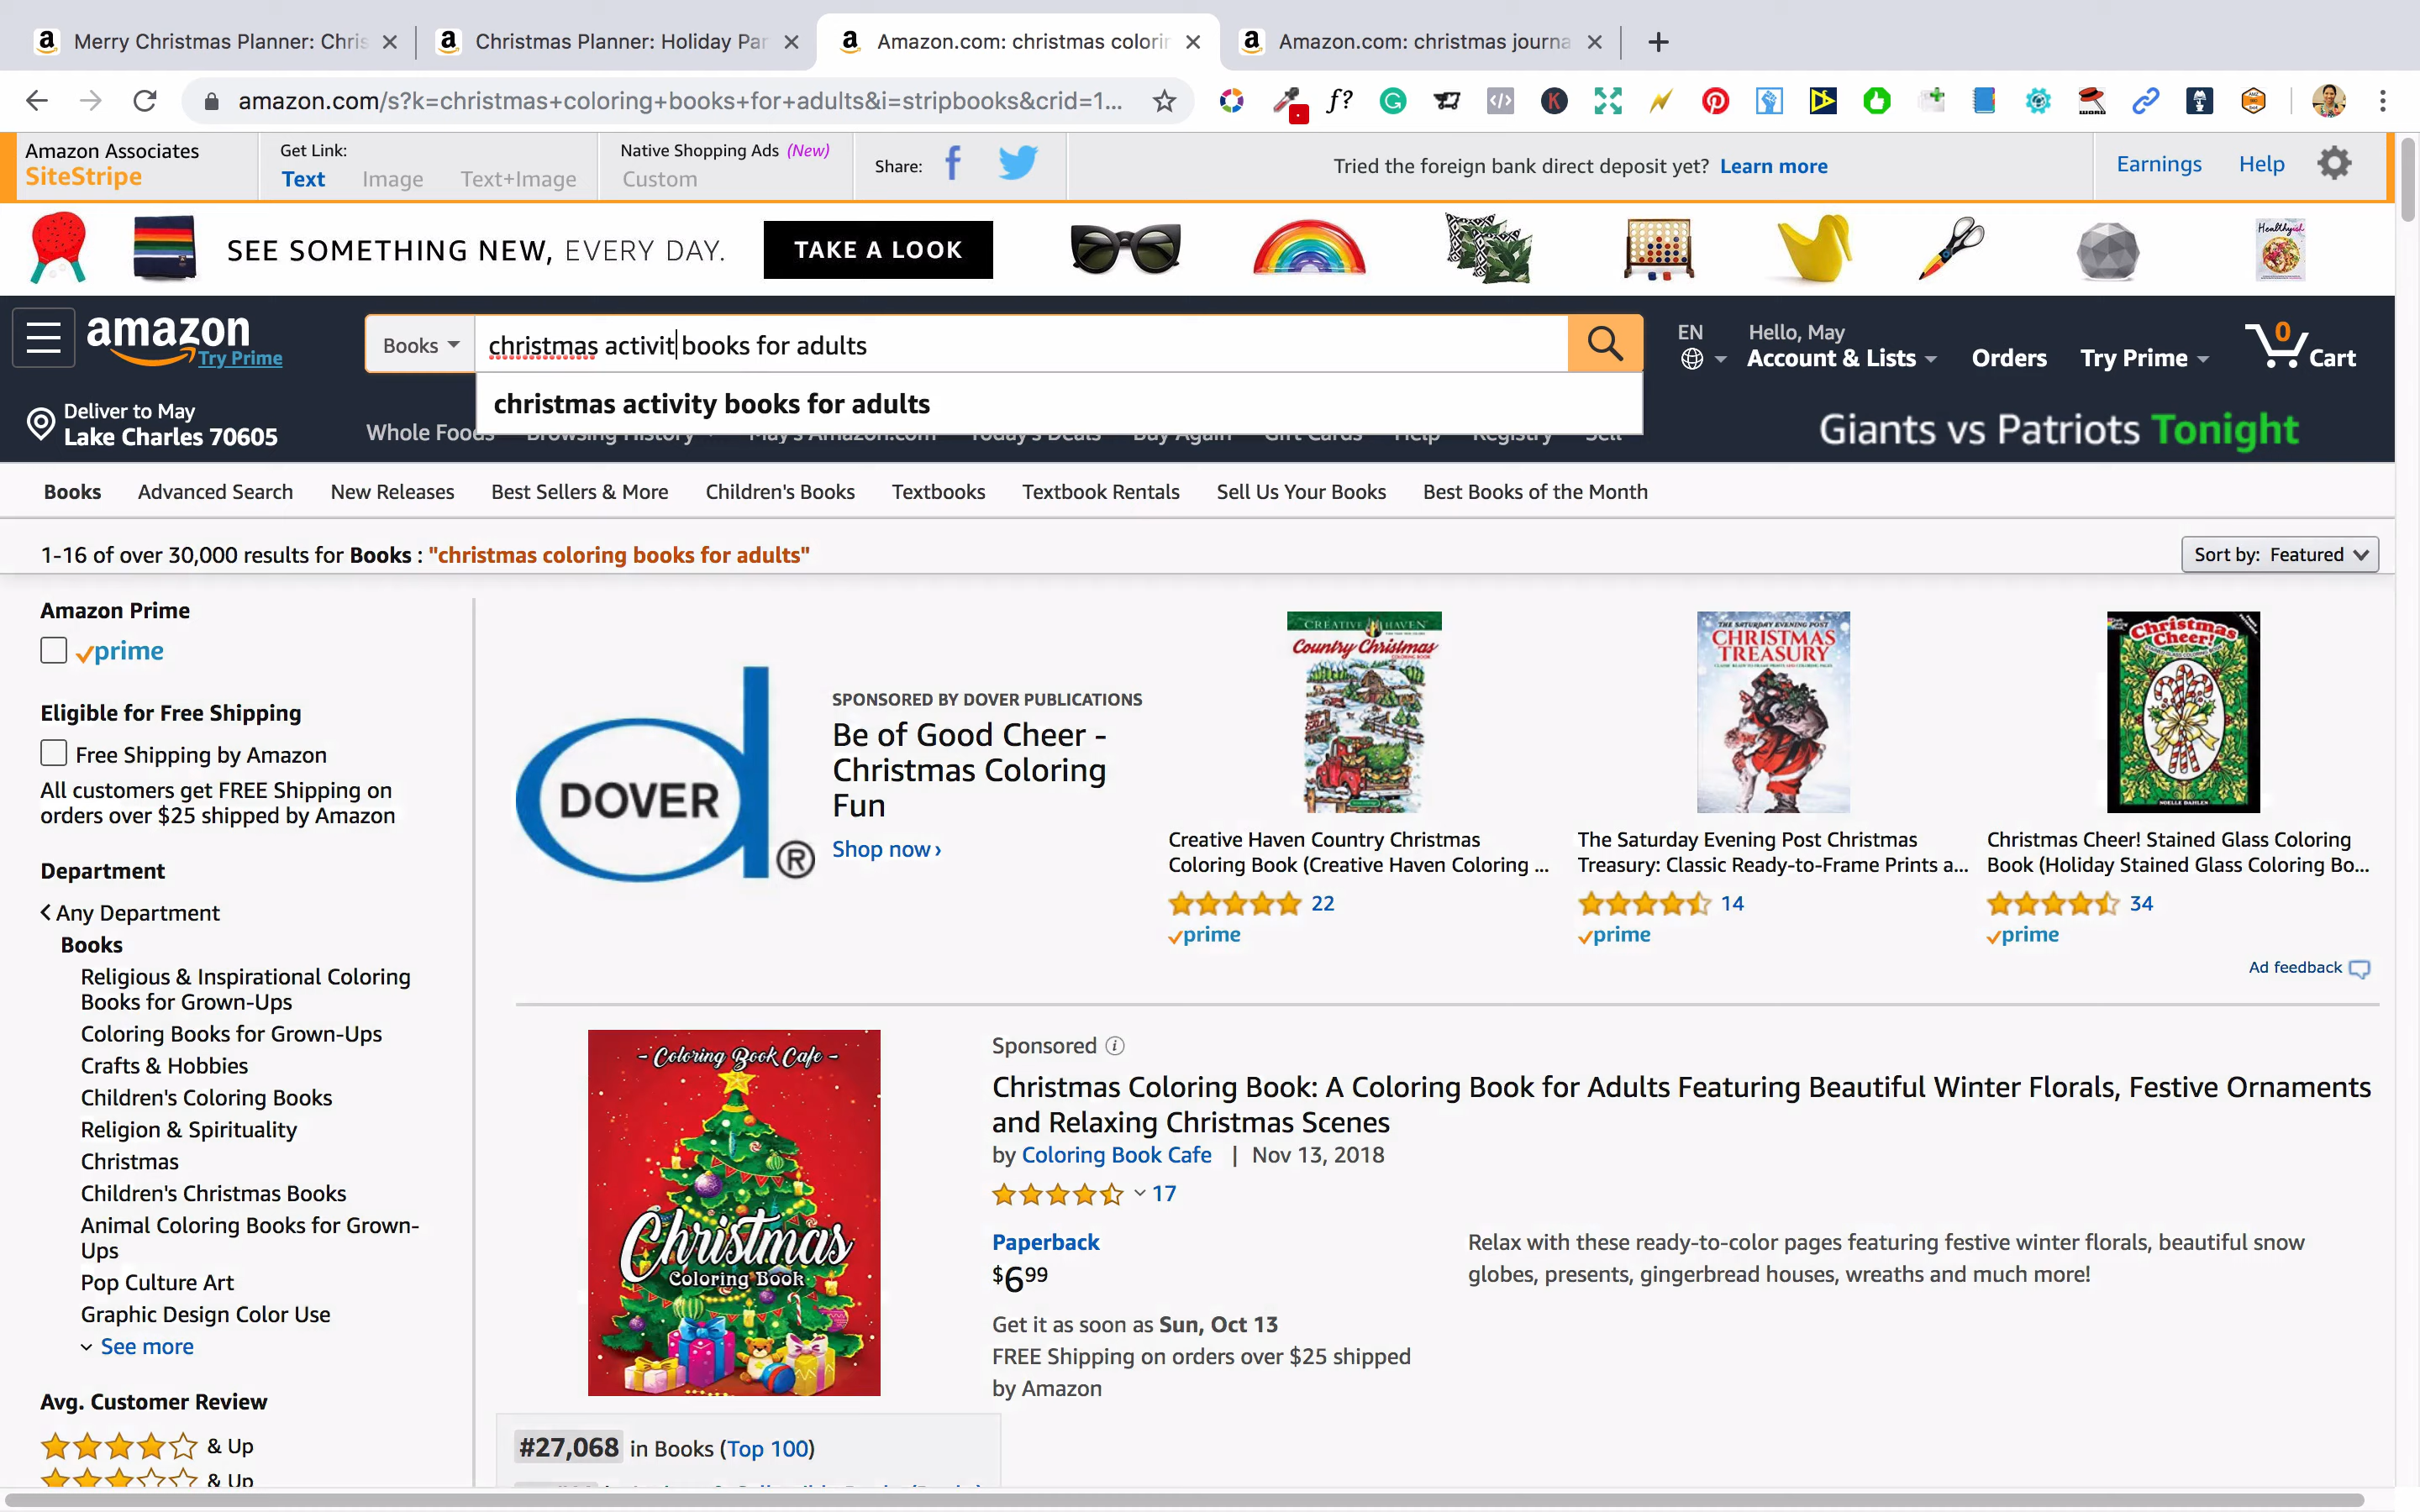 Merry Christmas Planner: Chris
Christmas Planner: Holiday Par
Amazon.com: christmas colorin
Amazon.com: christmas journa
amazon.com/s?k=christmas+coloring+books+for+adults&i=stripbooks&crid=1...
Amazon Associates
SiteStripe
Get Link:
Text Image Text+Image
Native Shopping Ads (New)
Custom
Share:
Tried the foreign bank direct deposit yet? Learn more
Earnings Help
SEE SOMETHING NEW, EVERY DAY.
TAKE A LOOK
Healthyish
amazon
Try Prime
Books
christmas activit books for adults
christmas activity books for adults
EN
Hello, May
Account & Lists
Orders
Try Prime
0
Cart
Deliver to May
Lake Charles 70605
Whole Foods Browsing History May's Amazon.com Today's Deals Buy Again Gift Cards Help Registry Sell
Giants vs Patriots Tonight
Books Advanced Search New Releases Best Sellers & More Children's Books Textbooks Textbook Rentals Sell Us Your Books Best Books of the Month
1-16 of over 30,000 results for Books : "christmas coloring books for adults"
Sort by: Featured
Amazon Prime
prime
Eligible for Free Shipping
Free Shipping by Amazon
All customers get FREE Shipping on
orders over $25 shipped by Amazon
Department
Any Department
Books
Religious & Inspirational Coloring
Books for Grown-Ups
Coloring Books for Grown-Ups
Crafts & Hobbies
Children's Coloring Books
Religion & Spirituality
Christmas
Children's Christmas Books
Animal Coloring Books for Grown-
Ups
Pop Culture Art
Graphic Design Color Use
See more
Avg. Customer Review
& Up
& Up
DOVER
®
SPONSORED BY DOVER PUBLICATIONS
Be of Good Cheer -
Christmas Coloring
Fun
Shop now ›
CREATIVE HAVEN
Country Christmas
COLORING BOOK
Creative Haven Country Christmas
Coloring Book (Creative Haven Coloring ...
22
prime
THE SATURDAY EVENING POST
CHRISTMAS
TREASURY
The Saturday Evening Post Christmas
Treasury: Classic Ready-to-Frame Prints a...
14
prime
Christmas
Cheer!
NOELLE DAHLEN
Christmas Cheer! Stained Glass Coloring
Book (Holiday Stained Glass Coloring Bo...
34
prime
Ad feedback
- Coloring Book Cafe -
Christmas
Coloring Book
Sponsored
Christmas Coloring Book: A Coloring Book for Adults Featuring Beautiful Winter Florals, Festive Ornaments
and Relaxing Christmas Scenes
by Coloring Book Cafe | Nov 13, 2018
17
Paperback
$6.99
Relax with these ready-to-color pages featuring festive winter florals, beautiful snow
globes, presents, gingerbread houses, wreaths and much more!
Get it as soon as Sun, Oct 13
FREE Shipping on orders over $25 shipped
by Amazon
#27,068 in Books (Top 100)